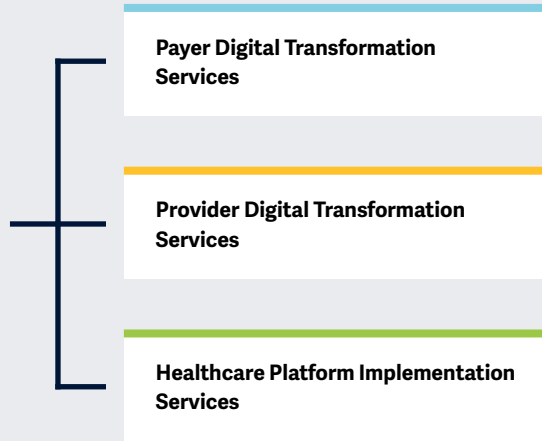 Payer Digital Transformation
Services
Provider Digital Transformation
Services
Healthcare Platform Implementation
Services